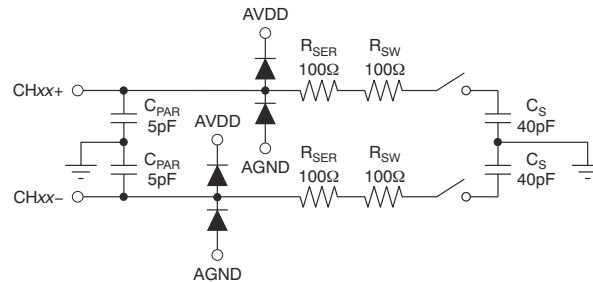 AVDD
R_SER
100Ω
R_SW
100Ω
CHxx+
C_PAR
5pF
AVDD
AGND
C_S
40pF
C_PAR
5pF
R_SER
100Ω
R_SW
100Ω
C_S
40pF
CHxx−
AGND